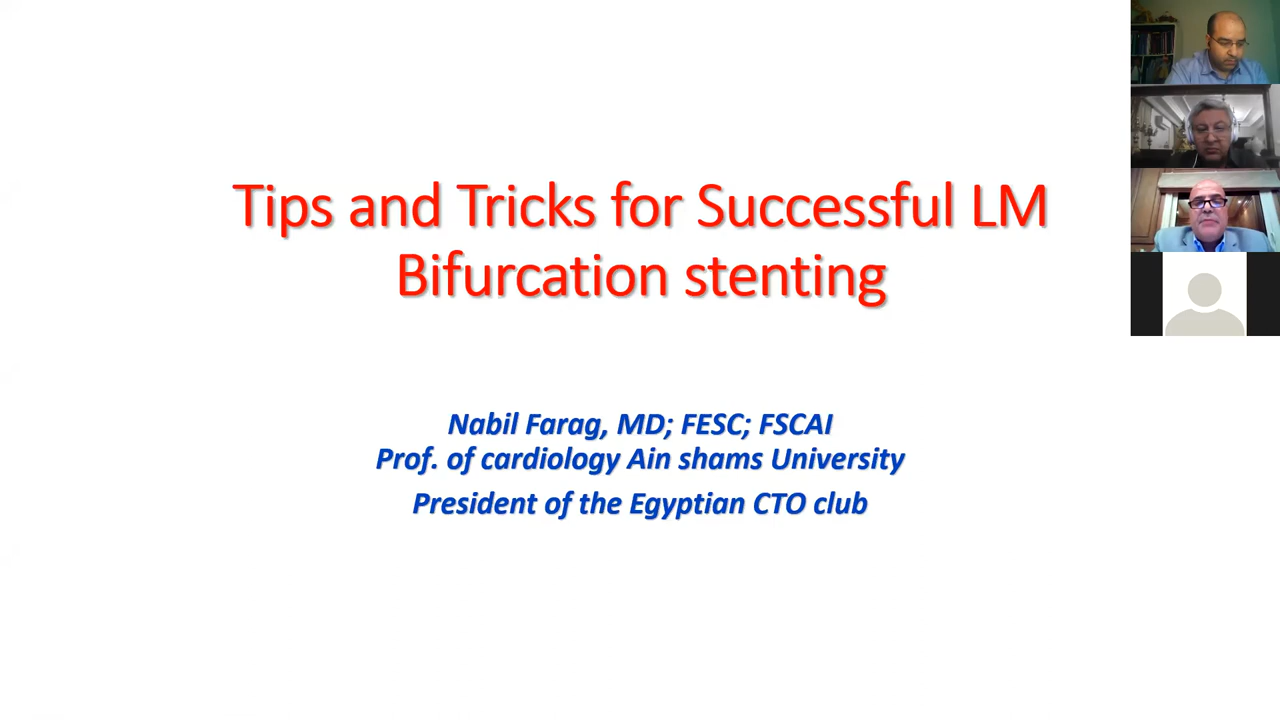 Tips and Tricks for Successful LM
Bifurcation stenting
Nabil Farag, MD; FESC; FSCAI
Prof. of cardiology Ain shams University
President of the Egyptian CTO club